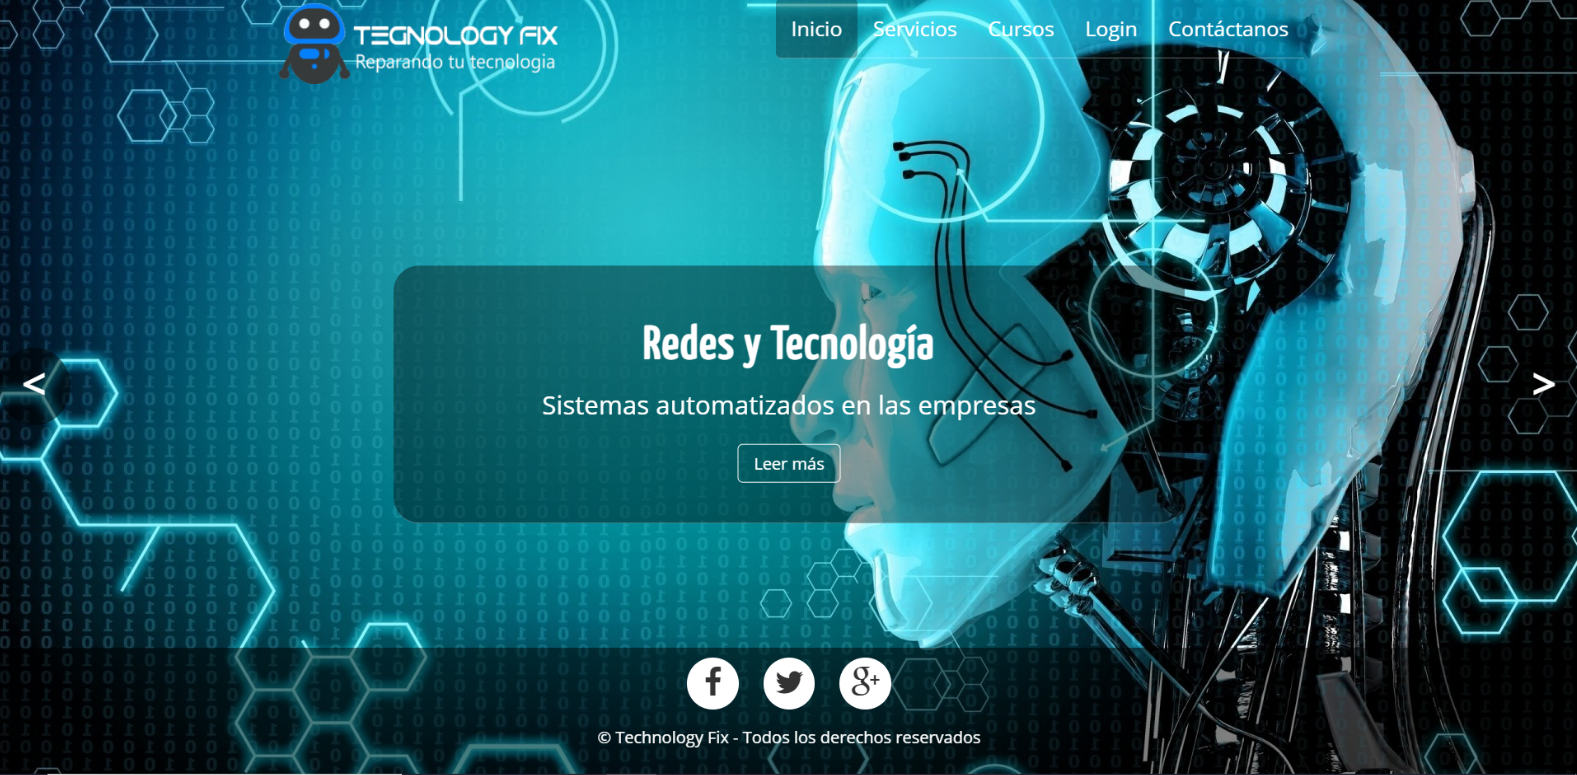 TEGNOLOGY FIX
Reparando tu tecnologia
Inicio Servicios Cursos Login Contáctanos
Redes y Tecnología
Sistemas automatizados en las empresas
Leer más
< >
© Technology Fix - Todos los derechos reservados